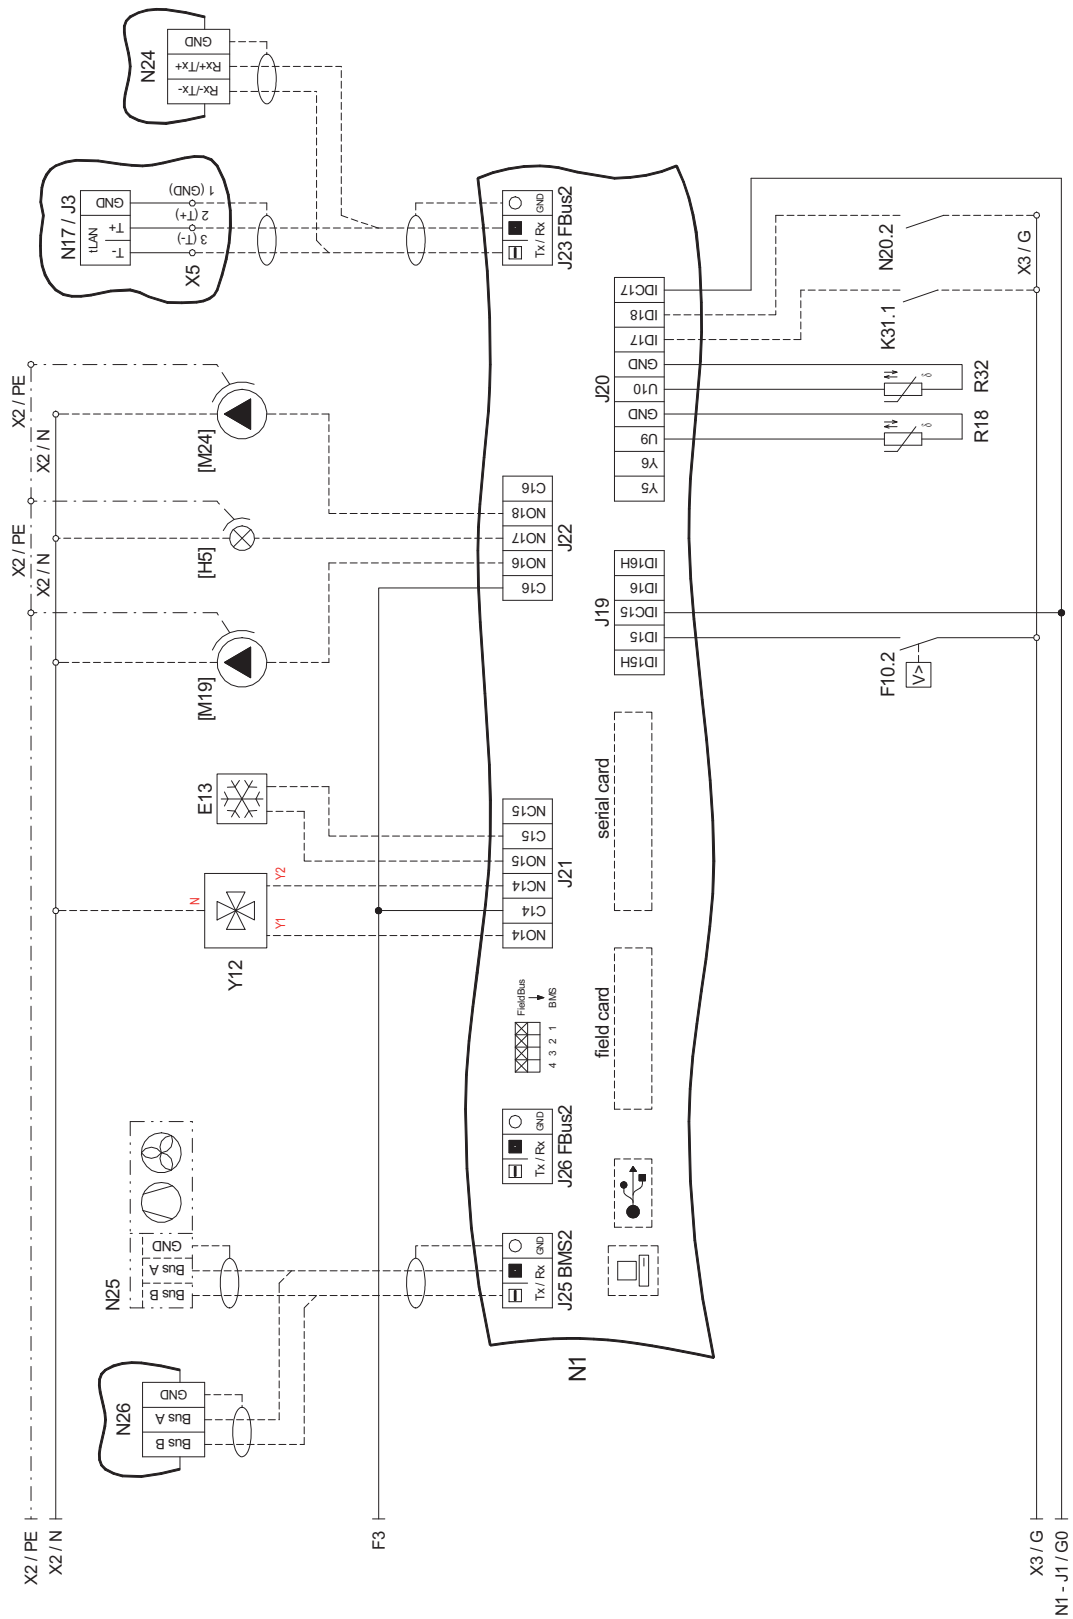 X2 / PE
X2 / N
F3
X3 / G
N1 - J1 / G0
N26
Bus B
Bus A
GND
N25
Bus B
Bus A
GND
N1
J25 BMS2
Tx / Rx
GND
J26 FBus2
Tx / Rx
GND
4 3 2 1
FieldBus
BMS
field card
serial card
Y12
N
Y1
Y2
E13
J21
NO14
C14
NC14
NO15
C15
NC15
[M19]
[H5]
[M24]
X2 / N
X2 / PE
X2 / N
X2 / PE
J22
C16
NO16
NO17
NO18
C16
J19
ID15H
ID15
IDC15
ID16
ID16H
F10.2
V>
J20
Y5
Y6
U9
GND
U10
GND
ID17
ID18
IDC17
R18
R32
K31.1
N20.2
X3 / G
J23 FBus2
Tx / Rx
GND
N17 / J3
tLAN
T-
T+
GND
X5
3 (T-)
2 (T+)
1 (GND)
N24
Rx-/Tx-
Rx+/Tx+
GND